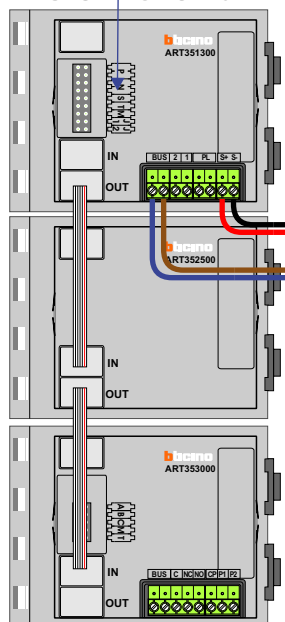 bticino
ART351300
P
N
S
TM
IN
BUS 2 1 PL S+ S-
OUT
bticino
ART352500
IN
OUT
bticino
ART353000
A
B
C
M
T
IN
BUS C NC NO CP P1 P2
OUT